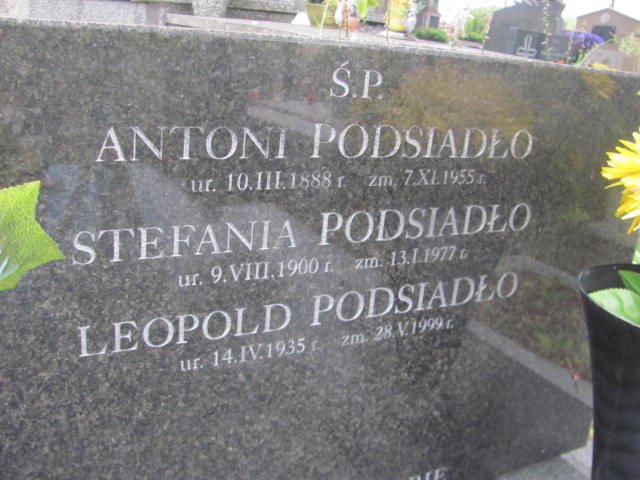 Ś.P.
ANTONI PODSIADŁO
ur. 10.III.1888 r. zm. 7.XI.1955 r.
STEFANIA PODSIADŁO
ur. 9.VIII.1900 r. zm. 13.I.1977 r.
LEOPOLD PODSIADŁO
ur. 14.IV.1935 r. zm. 28.V.1999 r.